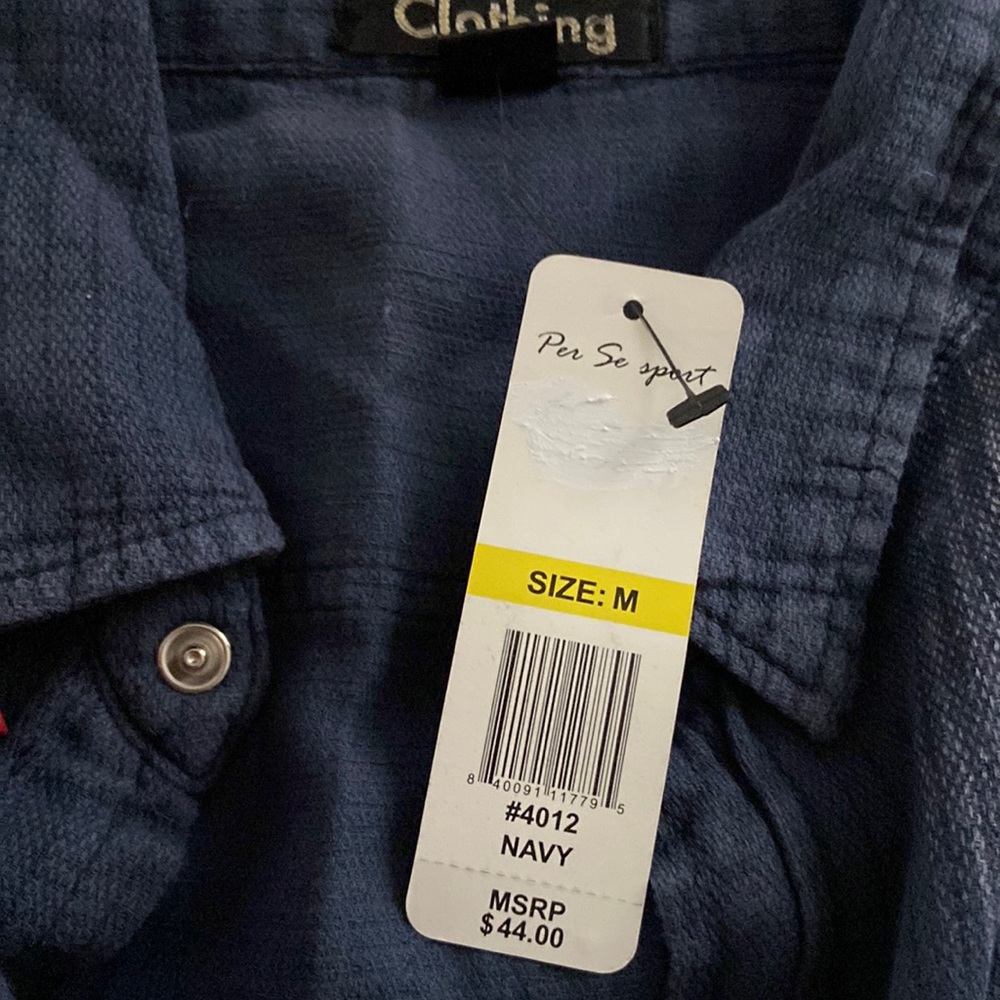 Clothing
Per Se sport
SIZE: M
8 40091 11779 5
#4012
NAVY
MSRP
$44.00